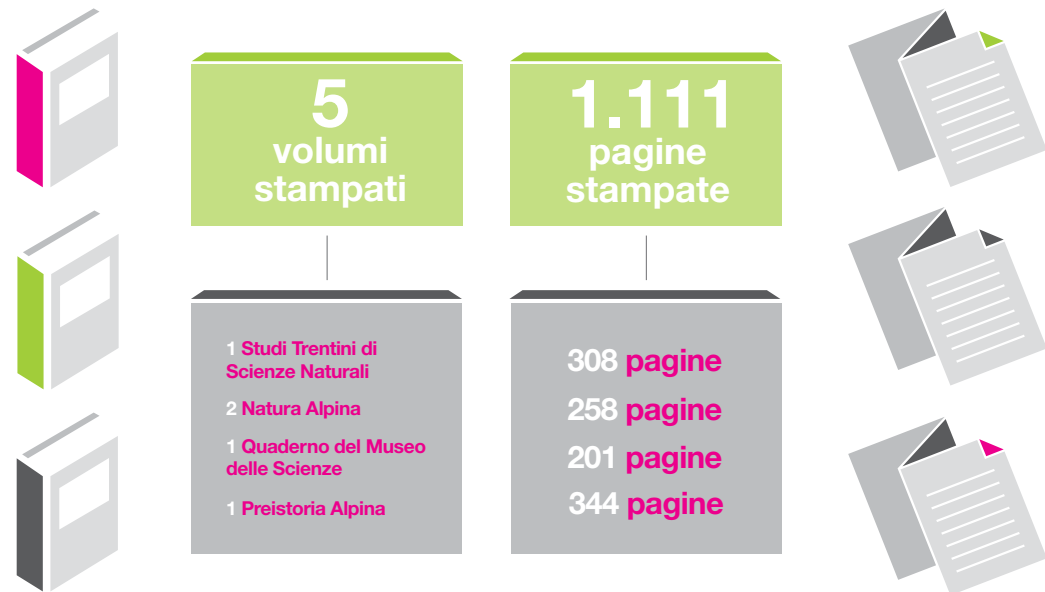 5
volumi
stampati
1.111
pagine
stampate
1 Studi Trentini di
Scienze Naturali
2 Natura Alpina
1 Quaderno del Museo
delle Scienze
1 Preistoria Alpina
308 pagine
258 pagine
201 pagine
344 pagine